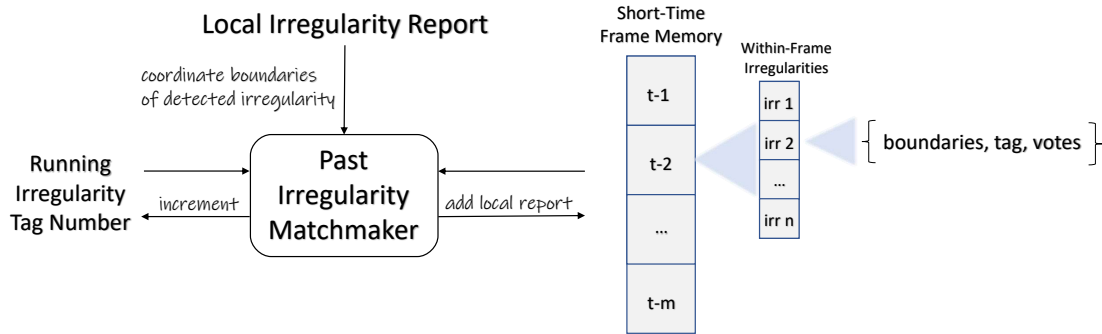 Local Irregularity Report
coordinate boundaries
of detected irregularity
Running
Irregularity
Tag Number
increment
Past
Irregularity
Matchmaker
add local report
Short-Time
Frame Memory
t-1
t-2
...
t-m
Within-Frame
Irregularities
irr 1
irr 2
...
irr n
{ boundaries, tag, votes }